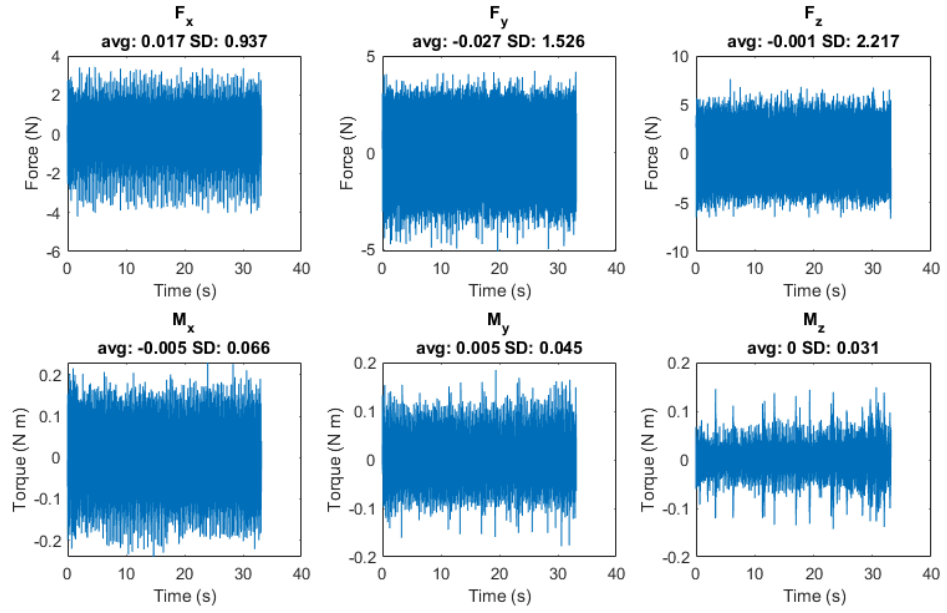 F_x
avg: 0.017 SD: 0.937
4
2
0
-2
-4
-6
Force (N)
0 10 20 30 40
Time (s)
F_y
avg: -0.027 SD: 1.526
5
0
-5
Force (N)
0 10 20 30 40
Time (s)
F_z
avg: -0.001 SD: 2.217
10
5
0
-5
-10
Force (N)
0 10 20 30 40
Time (s)
M_x
avg: -0.005 SD: 0.066
0.2
0.1
0
-0.1
-0.2
Torque (N m)
0 10 20 30 40
Time (s)
M_y
avg: 0.005 SD: 0.045
0.2
0.1
0
-0.1
-0.2
Torque (N m)
0 10 20 30 40
Time (s)
M_z
avg: 0 SD: 0.031
0.2
0.1
0
-0.1
-0.2
Torque (N m)
0 10 20 30 40
Time (s)